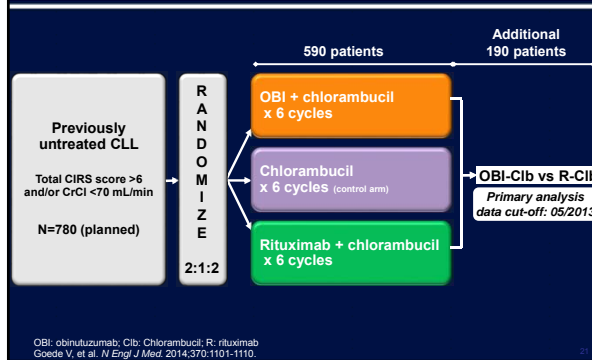 590 patients
Additional
190 patients
Previously
untreated CLL
Total CIRS score >6
and/or CrCl <70 mL/min
N=780 (planned)
R
A
N
D
O
M
I
Z
E
2:1:2
OBI + chlorambucil
x 6 cycles
Chlorambucil
x 6 cycles (control arm)
Rituximab + chlorambucil
x 6 cycles
OBI-Clb vs R-Clb
Primary analysis
data cut-off: 05/2013
OBI: obinutuzumab; Clb: Chlorambucil; R: rituximab
Goede V, et al. N Engl J Med. 2014;370:1101-1110.
21